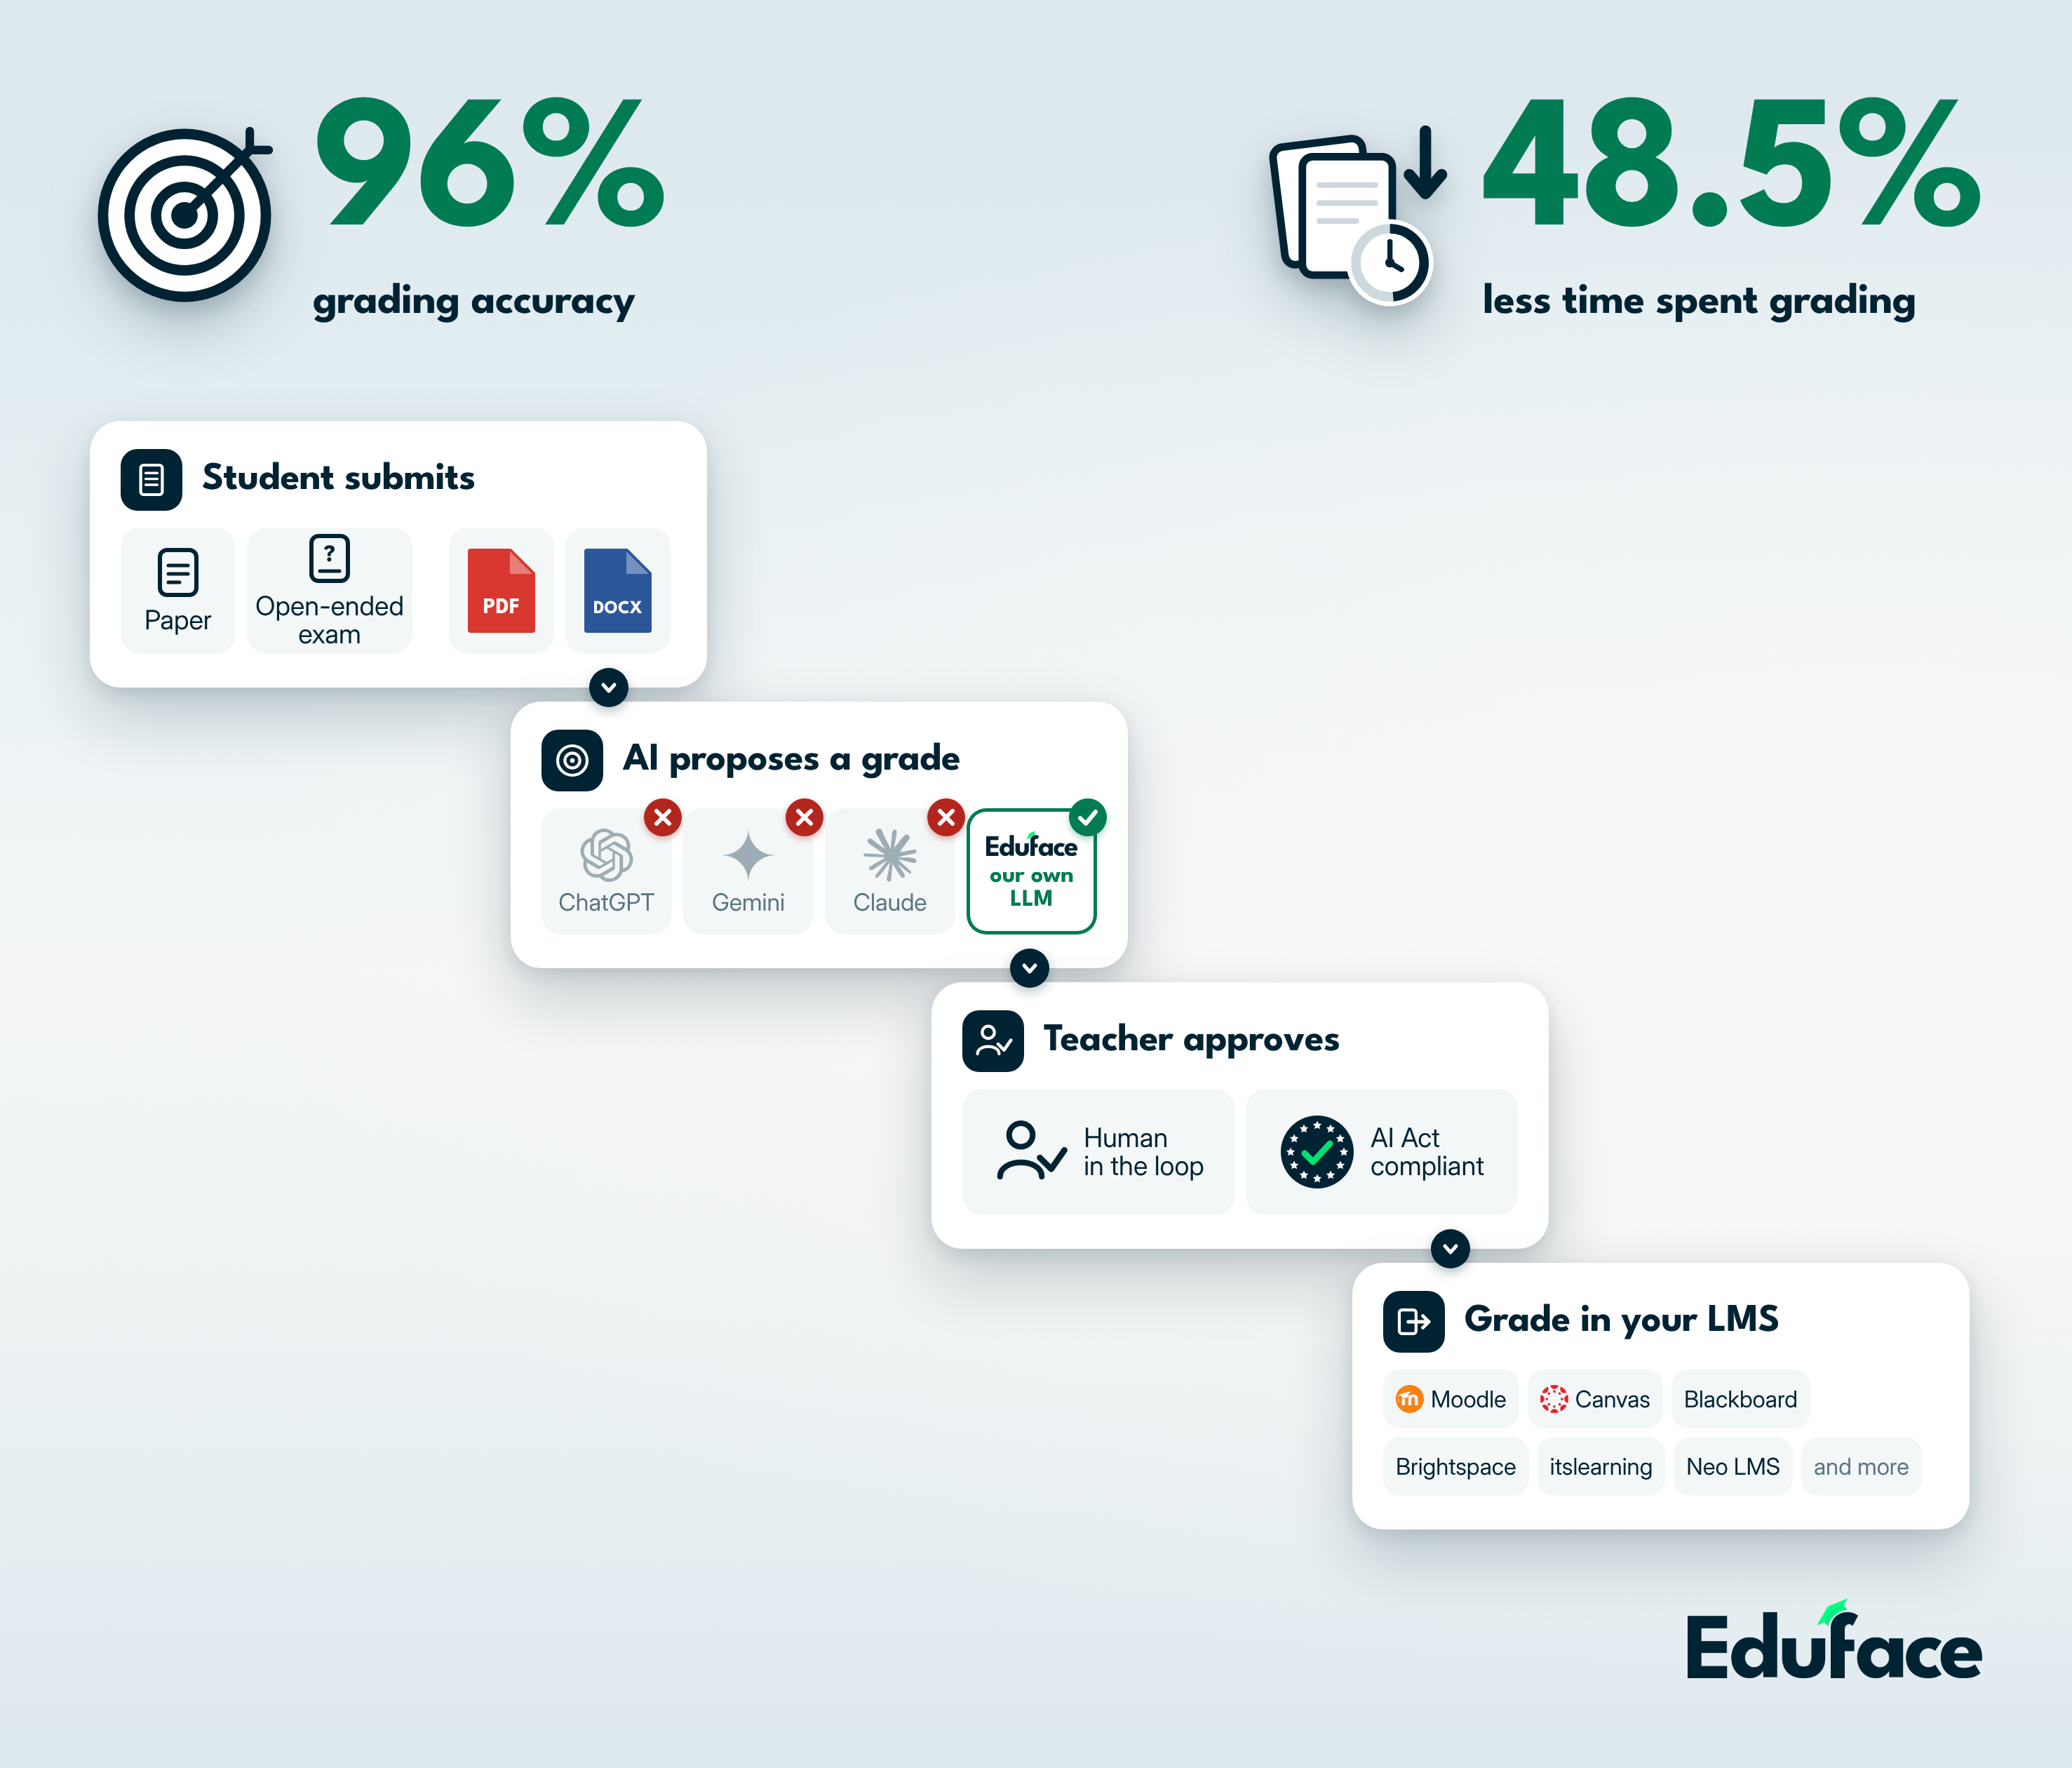 96%
grading accuracy
48.5%
less time spent grading
Student submits
Paper
?
Open-ended
exam
PDF
DOCX
AI proposes a grade
ChatGPT
Gemini
Claude
Eduface
our own
LLM
Teacher approves
Human
in the loop
AI Act
compliant
Grade in your LMS
m Moodle
Canvas
Blackboard
Brightspace
itslearning
Neo LMS
and more
Eduface